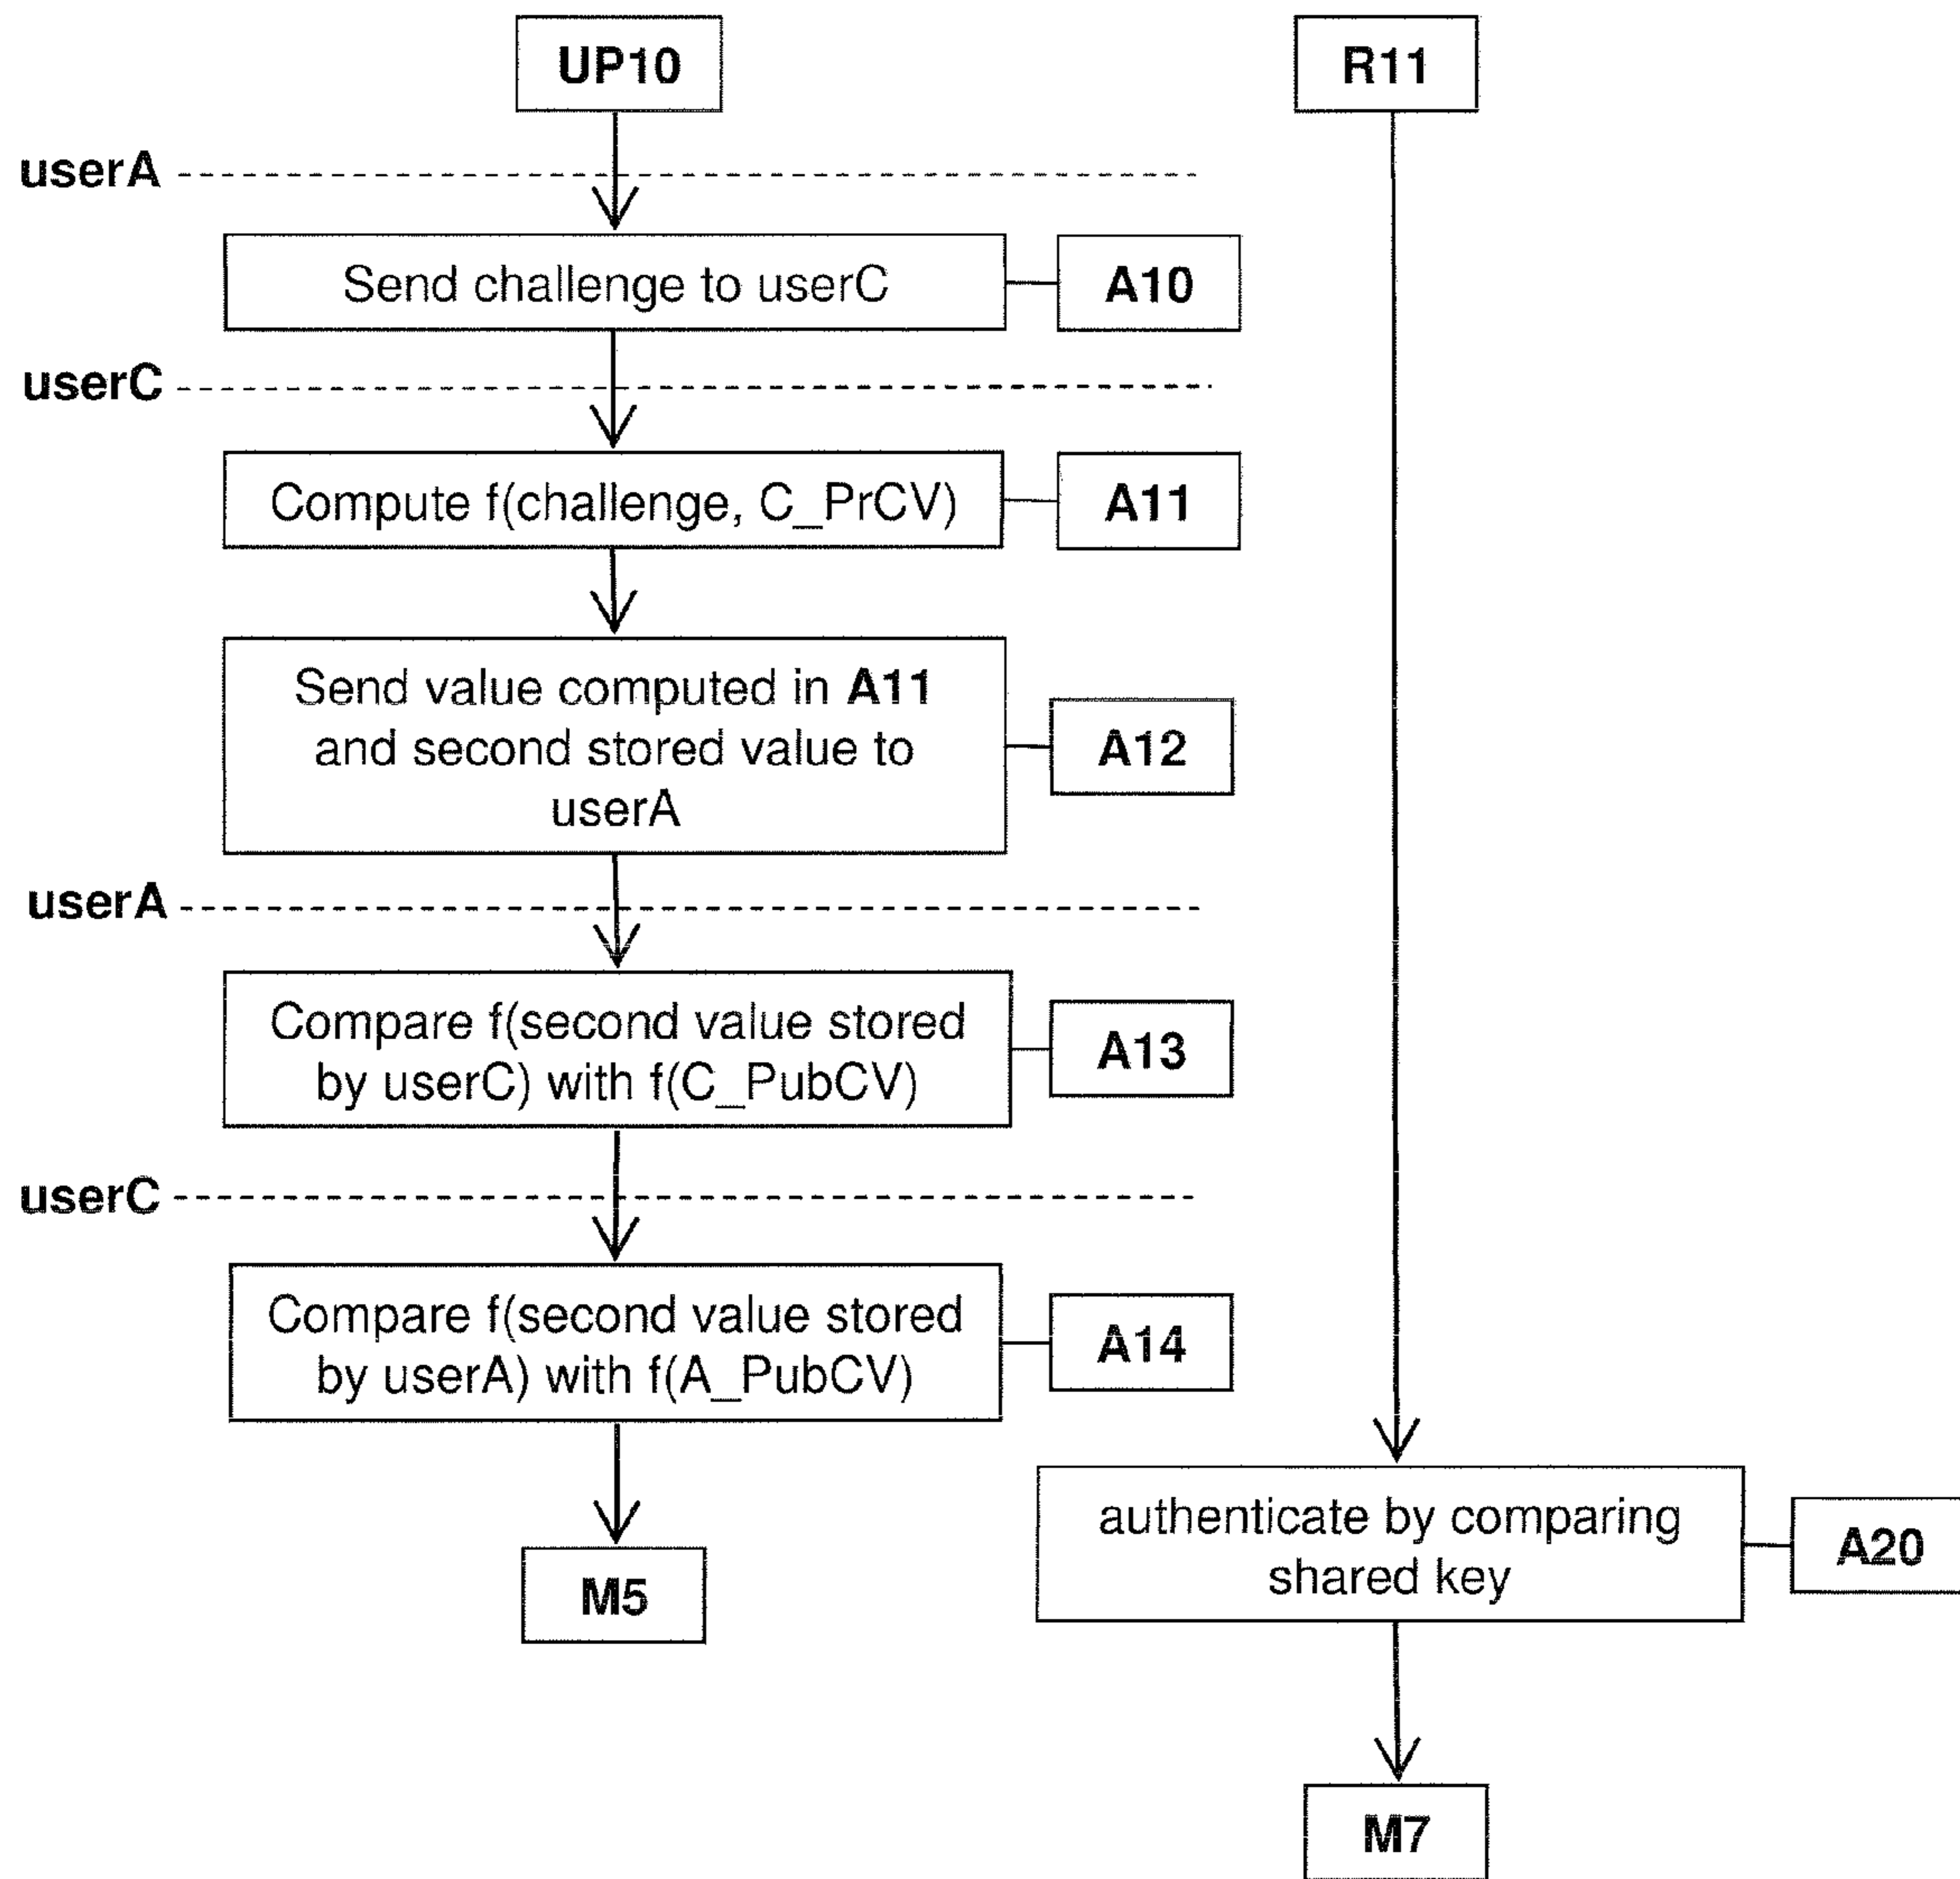 UP10
R11
userA
Send challenge to userC
A10
userC
Compute f(challenge, C_PrCV)
A11
Send value computed in A11
and second stored value to
userA
A12
userA
Compare f(second value stored
by userC) with f(C_PubCV)
A13
userC
Compare f(second value stored
by userA) with f(A_PubCV)
A14
authenticate by comparing
shared key
A20
M5
M7